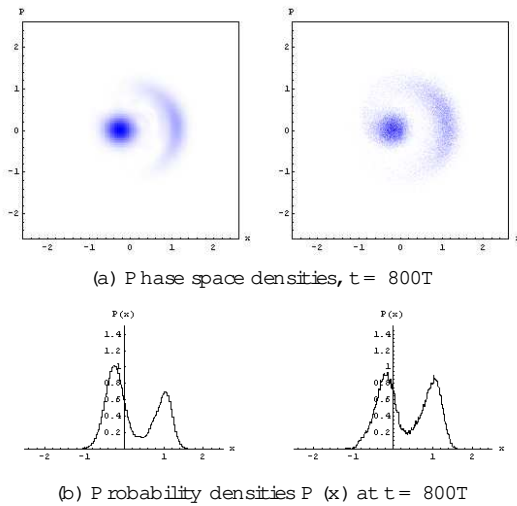 P P
2 2
1 1
0 0
-1 -1
-2 -2
-2 -1 0 1 2 x -2 -1 0 1 2 x
(a) Phase space densities, t = 800T
P(x) P(x)
1.4 1.4
1.2 1.2
1 1
0.8 0.8
0.6 0.6
0.4 0.4
0.2 0.2
-2 -1 1 2 x -2 -1 1 2 x
(b) Probability densities P (x) at t = 800T